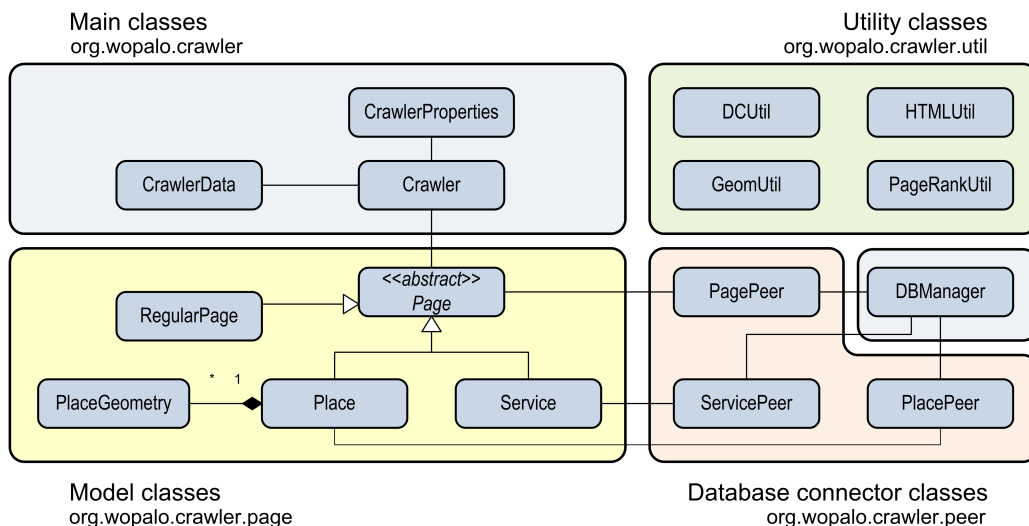 Main classes
org.wopalo.crawler
Utility classes
org.wopalo.crawler.util
CrawlerProperties
CrawlerData
Crawler
DCUtil
HTMLUtil
GeomUtil
PageRankUtil
<<abstract>>
Page
RegularPage
PagePeer
DBManager
* 1
PlaceGeometry
Place
Service
ServicePeer
PlacePeer
Model classes
org.wopalo.crawler.page
Database connector classes
org.wopalo.crawler.peer